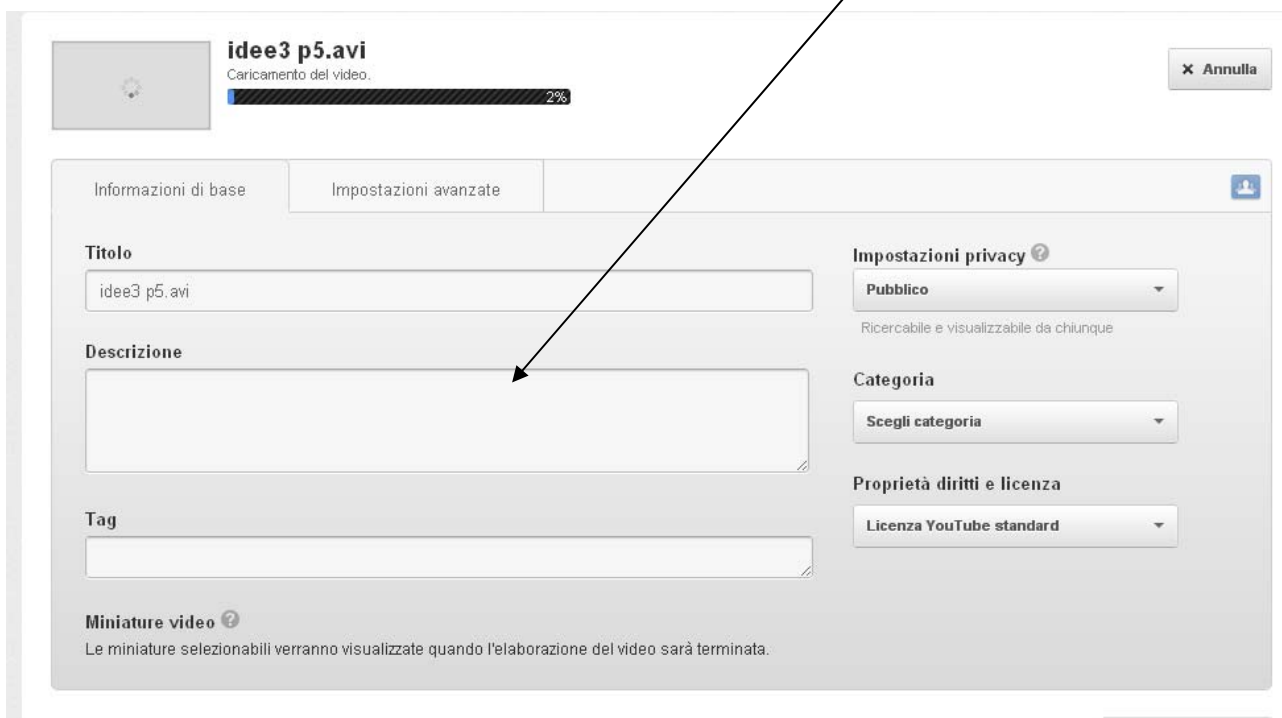 idee3 p5.avi
Caricamento del video.
2%
× Annulla
Informazioni di base
Impostazioni avanzate
Titolo
idee3 p5.avi
Descrizione
Tag
Miniature video ?
Le miniature selezionabili verranno visualizzate quando l'elaborazione del video sarà terminata.
Impostazioni privacy ?
Pubblico
Ricercabile e visualizzabile da chiunque
Categoria
Scegli categoria
Proprietà diritti e licenza
Licenza YouTube standard